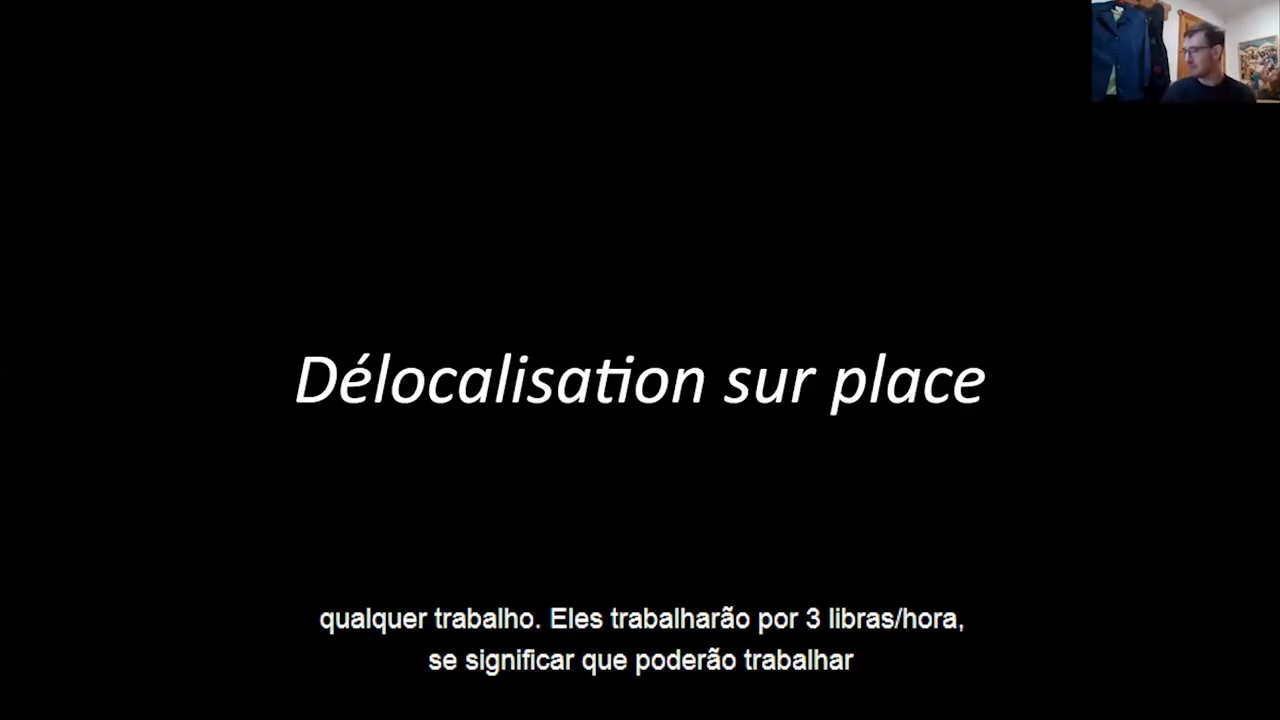 Délocalisation sur place
qualquer trabalho. Eles trabalharão por 3 libras/hora,
se significar que poderão trabalhar